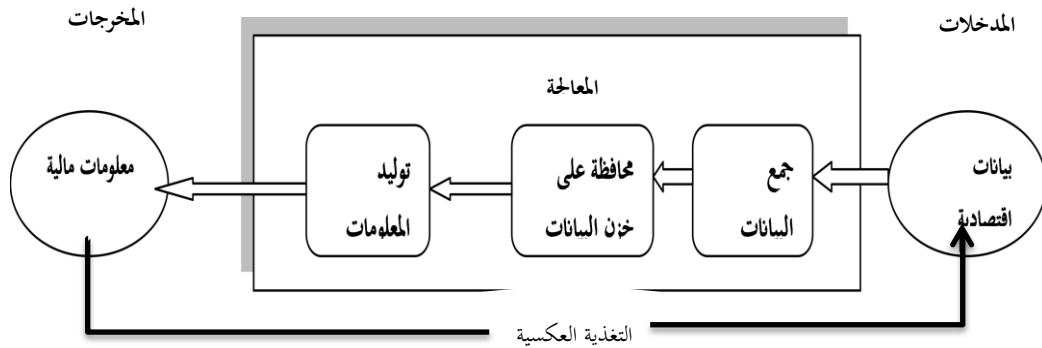 المدخلات
المخرجات
المعالجة
بيانات
اقتصادية
جمع
البيانات
محافظة على
خزن البيانات
توليد
المعلومات
معلومات مالية
التغذية العكسية